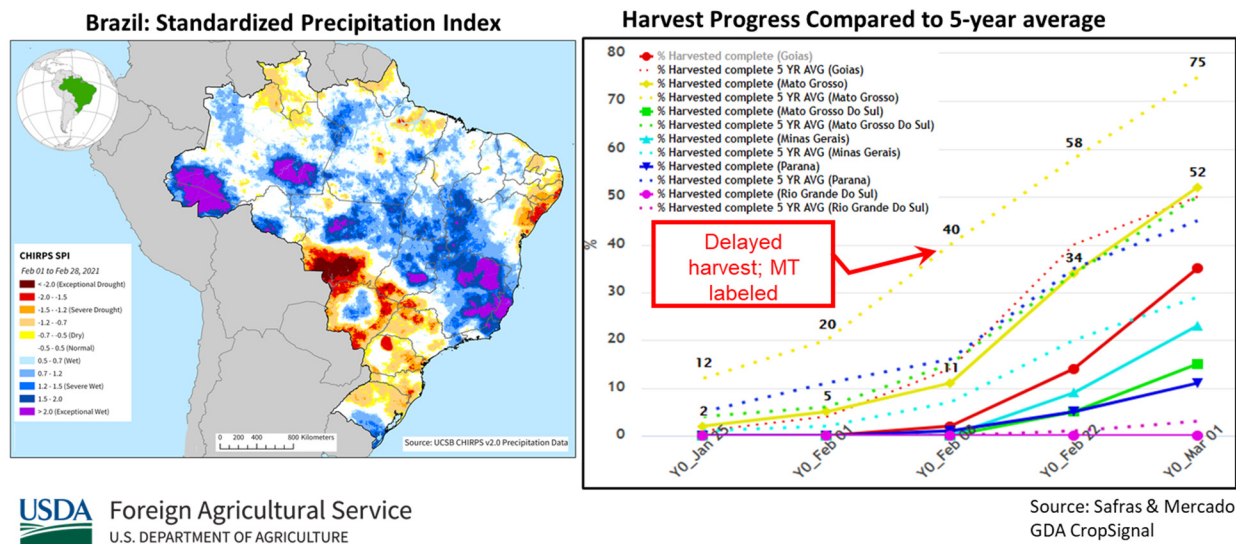 Brazil: Standardized Precipitation Index
CHIRPS SPI
Feb 01 to Feb 28, 2021
< -2.0 (Exceptional Drought)
-2.0 - -1.5
-1.5 - -1.2 (Severe Drought)
-1.2 - -0.7
-0.7 - -0.5 (Dry)
-0.5 - 0.5 (Normal)
0.5 - 0.7 (Wet)
0.7 - 1.2
1.2 - 1.5 (Severe Wet)
1.5 - 2.0
> 2.0 (Exceptional Wet)
0 200 400 800 Kilometers
Source: UCSB CHIRPS v2.0 Precipitation Data
Harvest Progress Compared to 5-year average
80
70
60
50
40
30
20
10
0
%
% Harvested complete (Goias)
% Harvested complete 5 YR AVG (Goias)
% Harvested complete (Mato Grosso)
% Harvested complete 5 YR AVG (Mato Grosso)
% Harvested complete (Mato Grosso Do Sul)
% Harvested complete 5 YR AVG (Mato Grosso Do Sul)
% Harvested complete (Minas Gerais)
% Harvested complete 5 YR AVG (Minas Gerais)
% Harvested complete (Parana)
% Harvested complete 5 YR AVG (Parana)
% Harvested complete (Rio Grande Do Sul)
% Harvested complete 5 YR AVG (Rio Grande Do Sul)
Delayed
harvest; MT
labeled
12
20
40
58
75
2
5
11
34
52
Y0_Jan 25
Y0_Feb 01
Y0_Feb 08
Y0_Feb 22
Y0_Mar 01
USDA
Foreign Agricultural Service
U.S. DEPARTMENT OF AGRICULTURE
Source: Safras & Mercado
GDA CropSignal